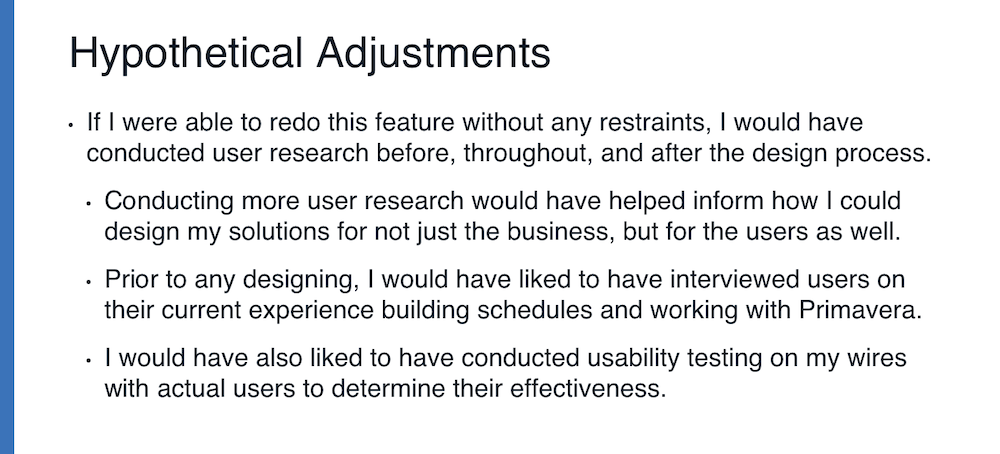 Hypothetical Adjustments
• If I were able to redo this feature without any restraints, I would have
conducted user research before, throughout, and after the design process.
• Conducting more user research would have helped inform how I could
design my solutions for not just the business, but for the users as well.
• Prior to any designing, I would have liked to have interviewed users on
their current experience building schedules and working with Primavera.
• I would have also liked to have conducted usability testing on my wires
with actual users to determine their effectiveness.